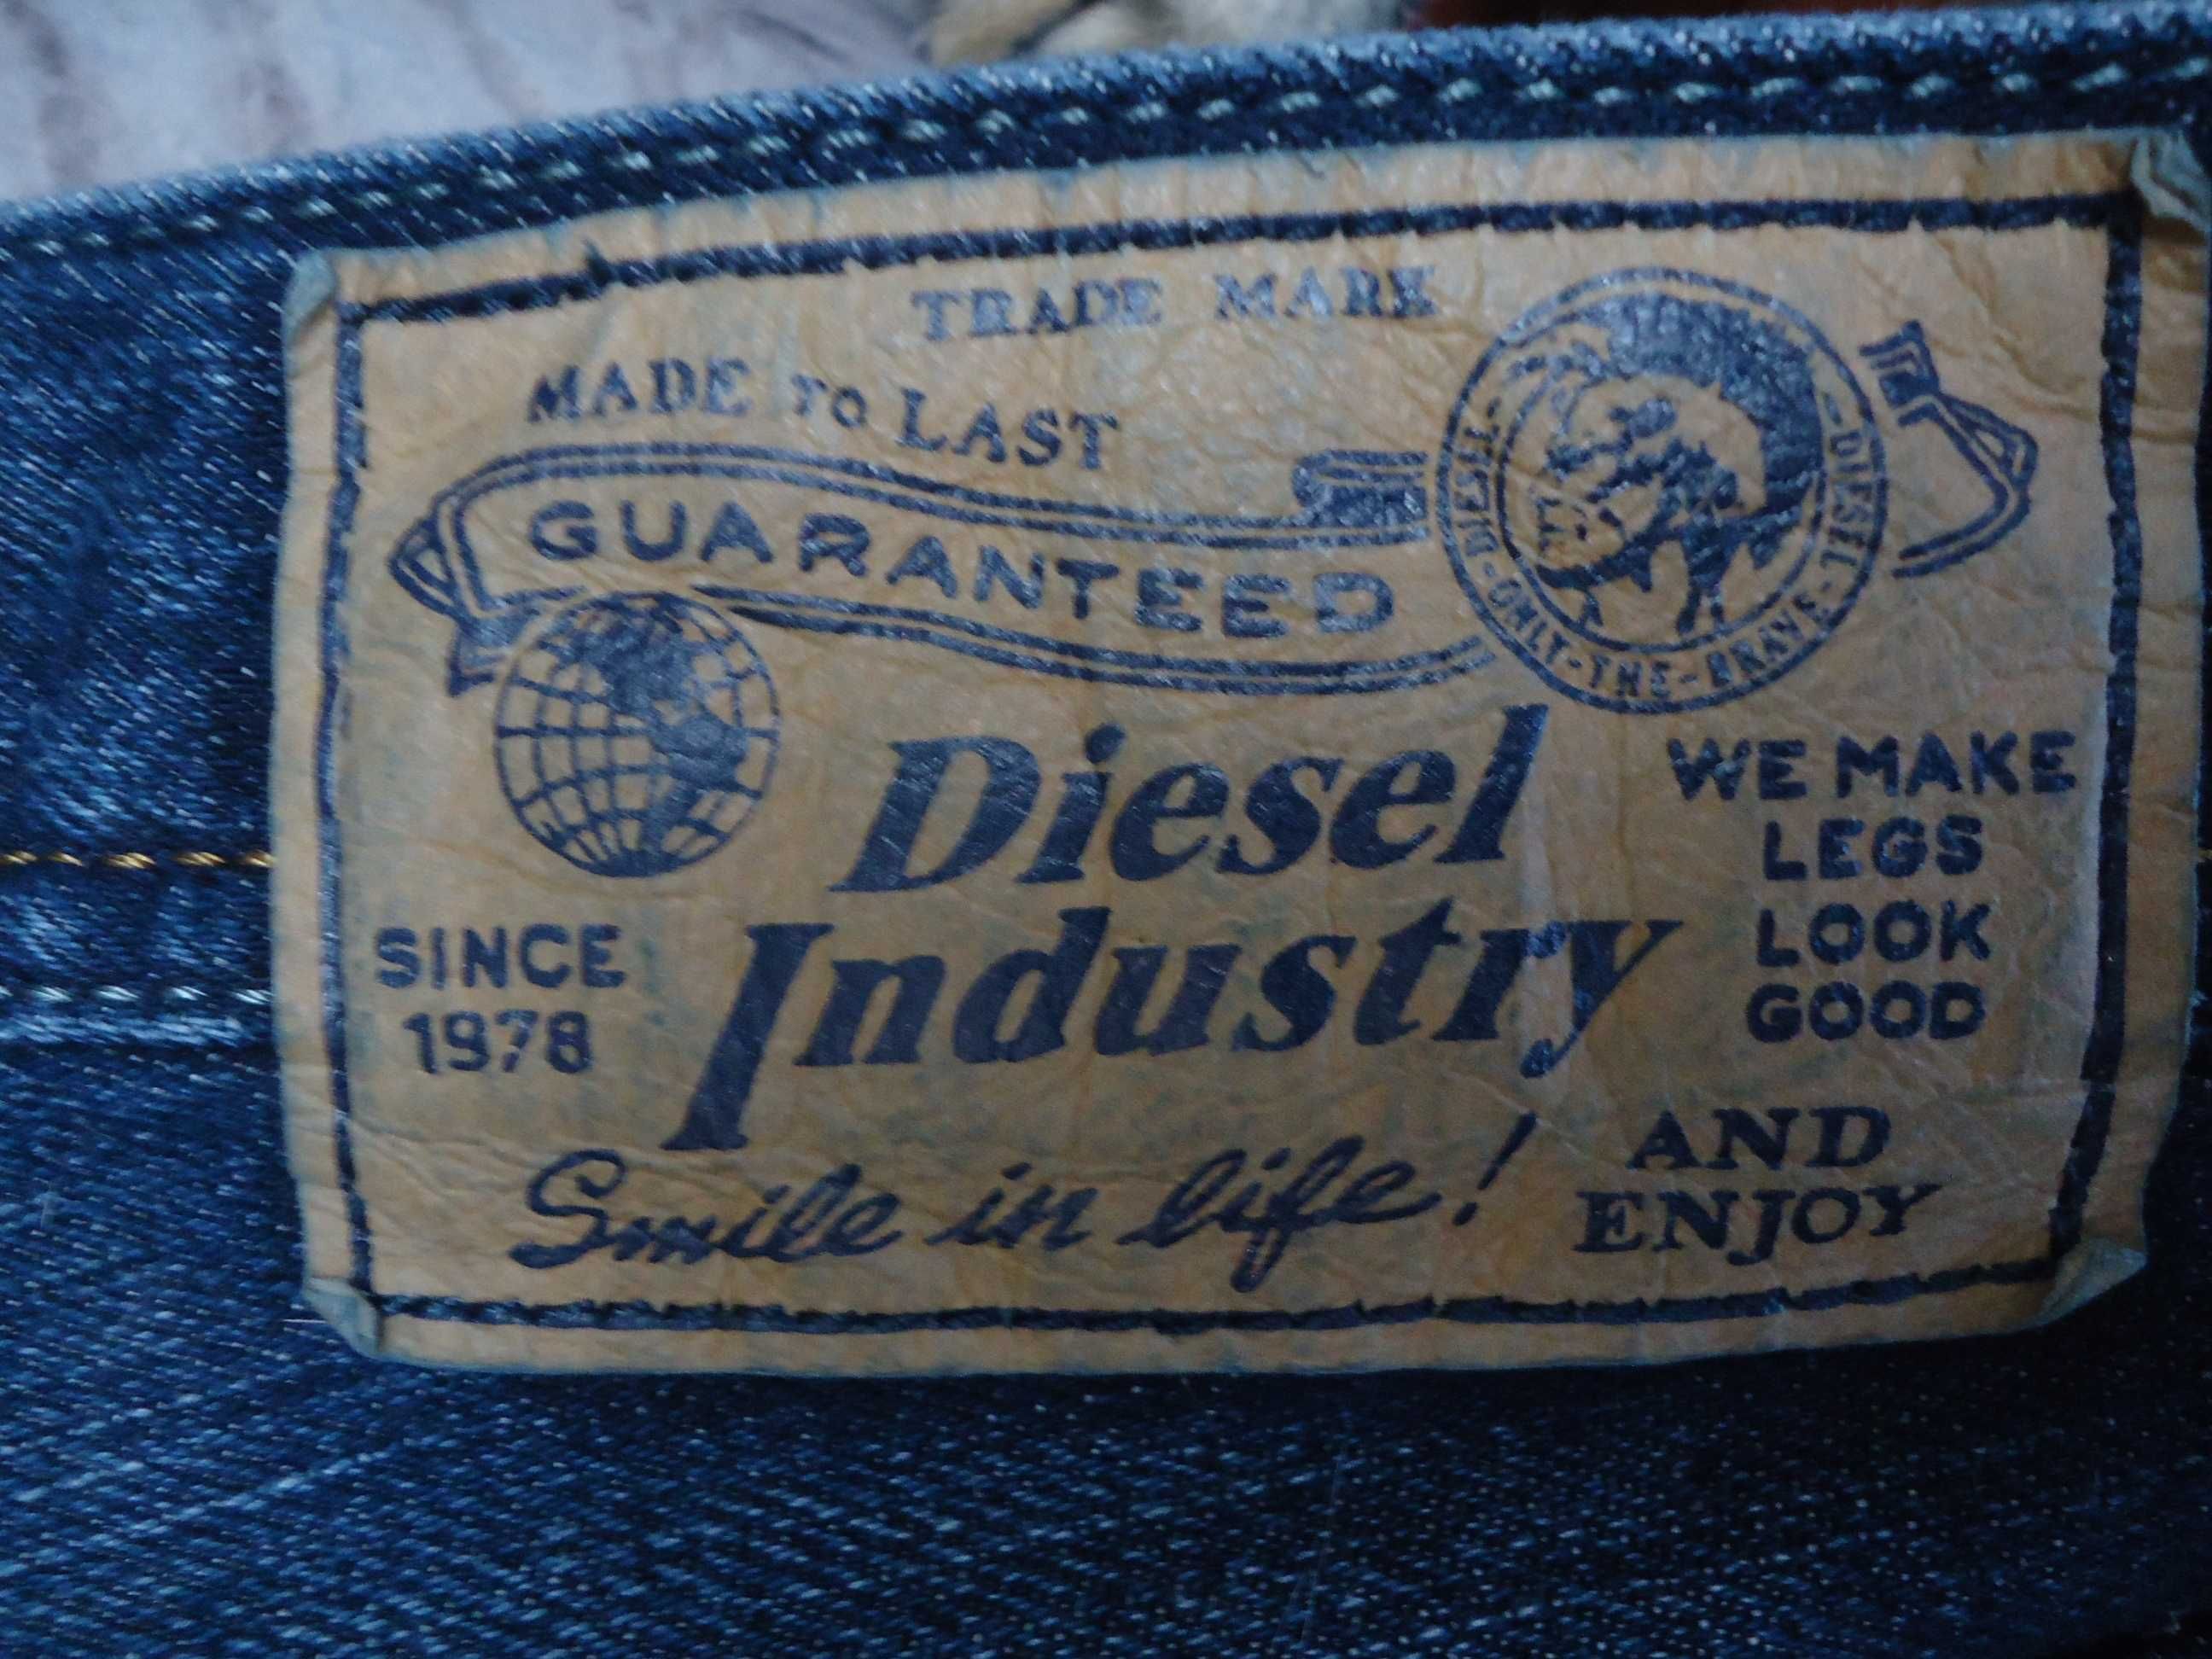 TRADE MARK
MADE TO LAST
GUARANTEED
DIESEL-ONLY-THE-BRAVE-DIESEL-
Diesel
Industry
SINCE
1978
WE MAKE
LEGS
LOOK
GOOD
AND
ENJOY
Smile in life!